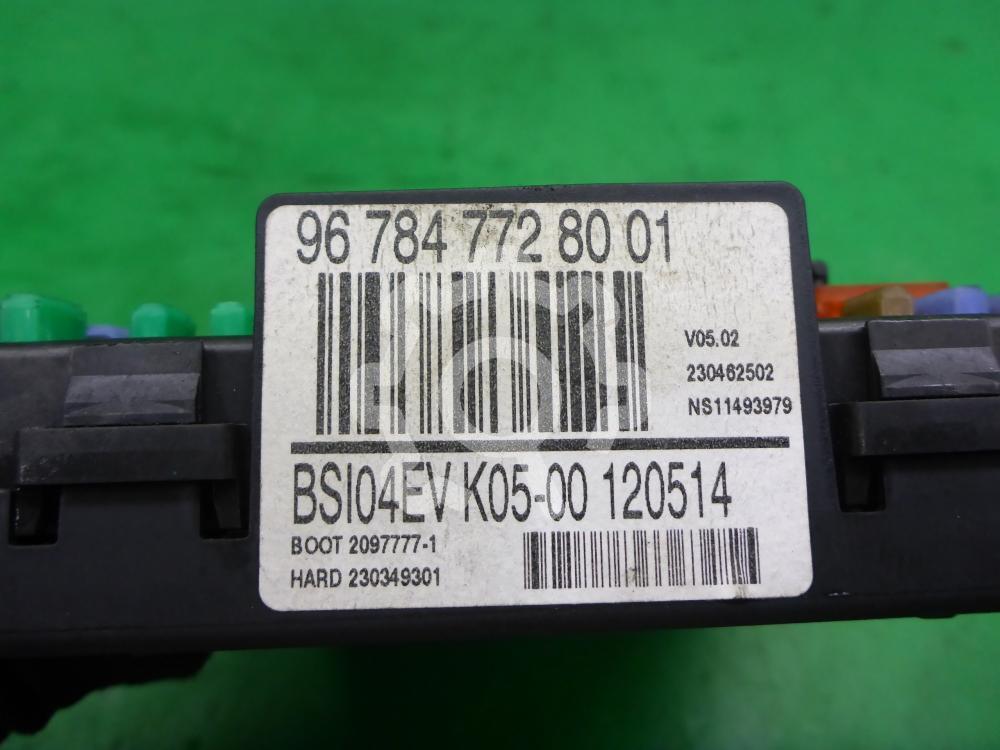 96 784 772 80 01
V05.02
230462502
NS11493979
BSI04EV K05-00 120514
BOOT 2097777-1
HARD 230349301